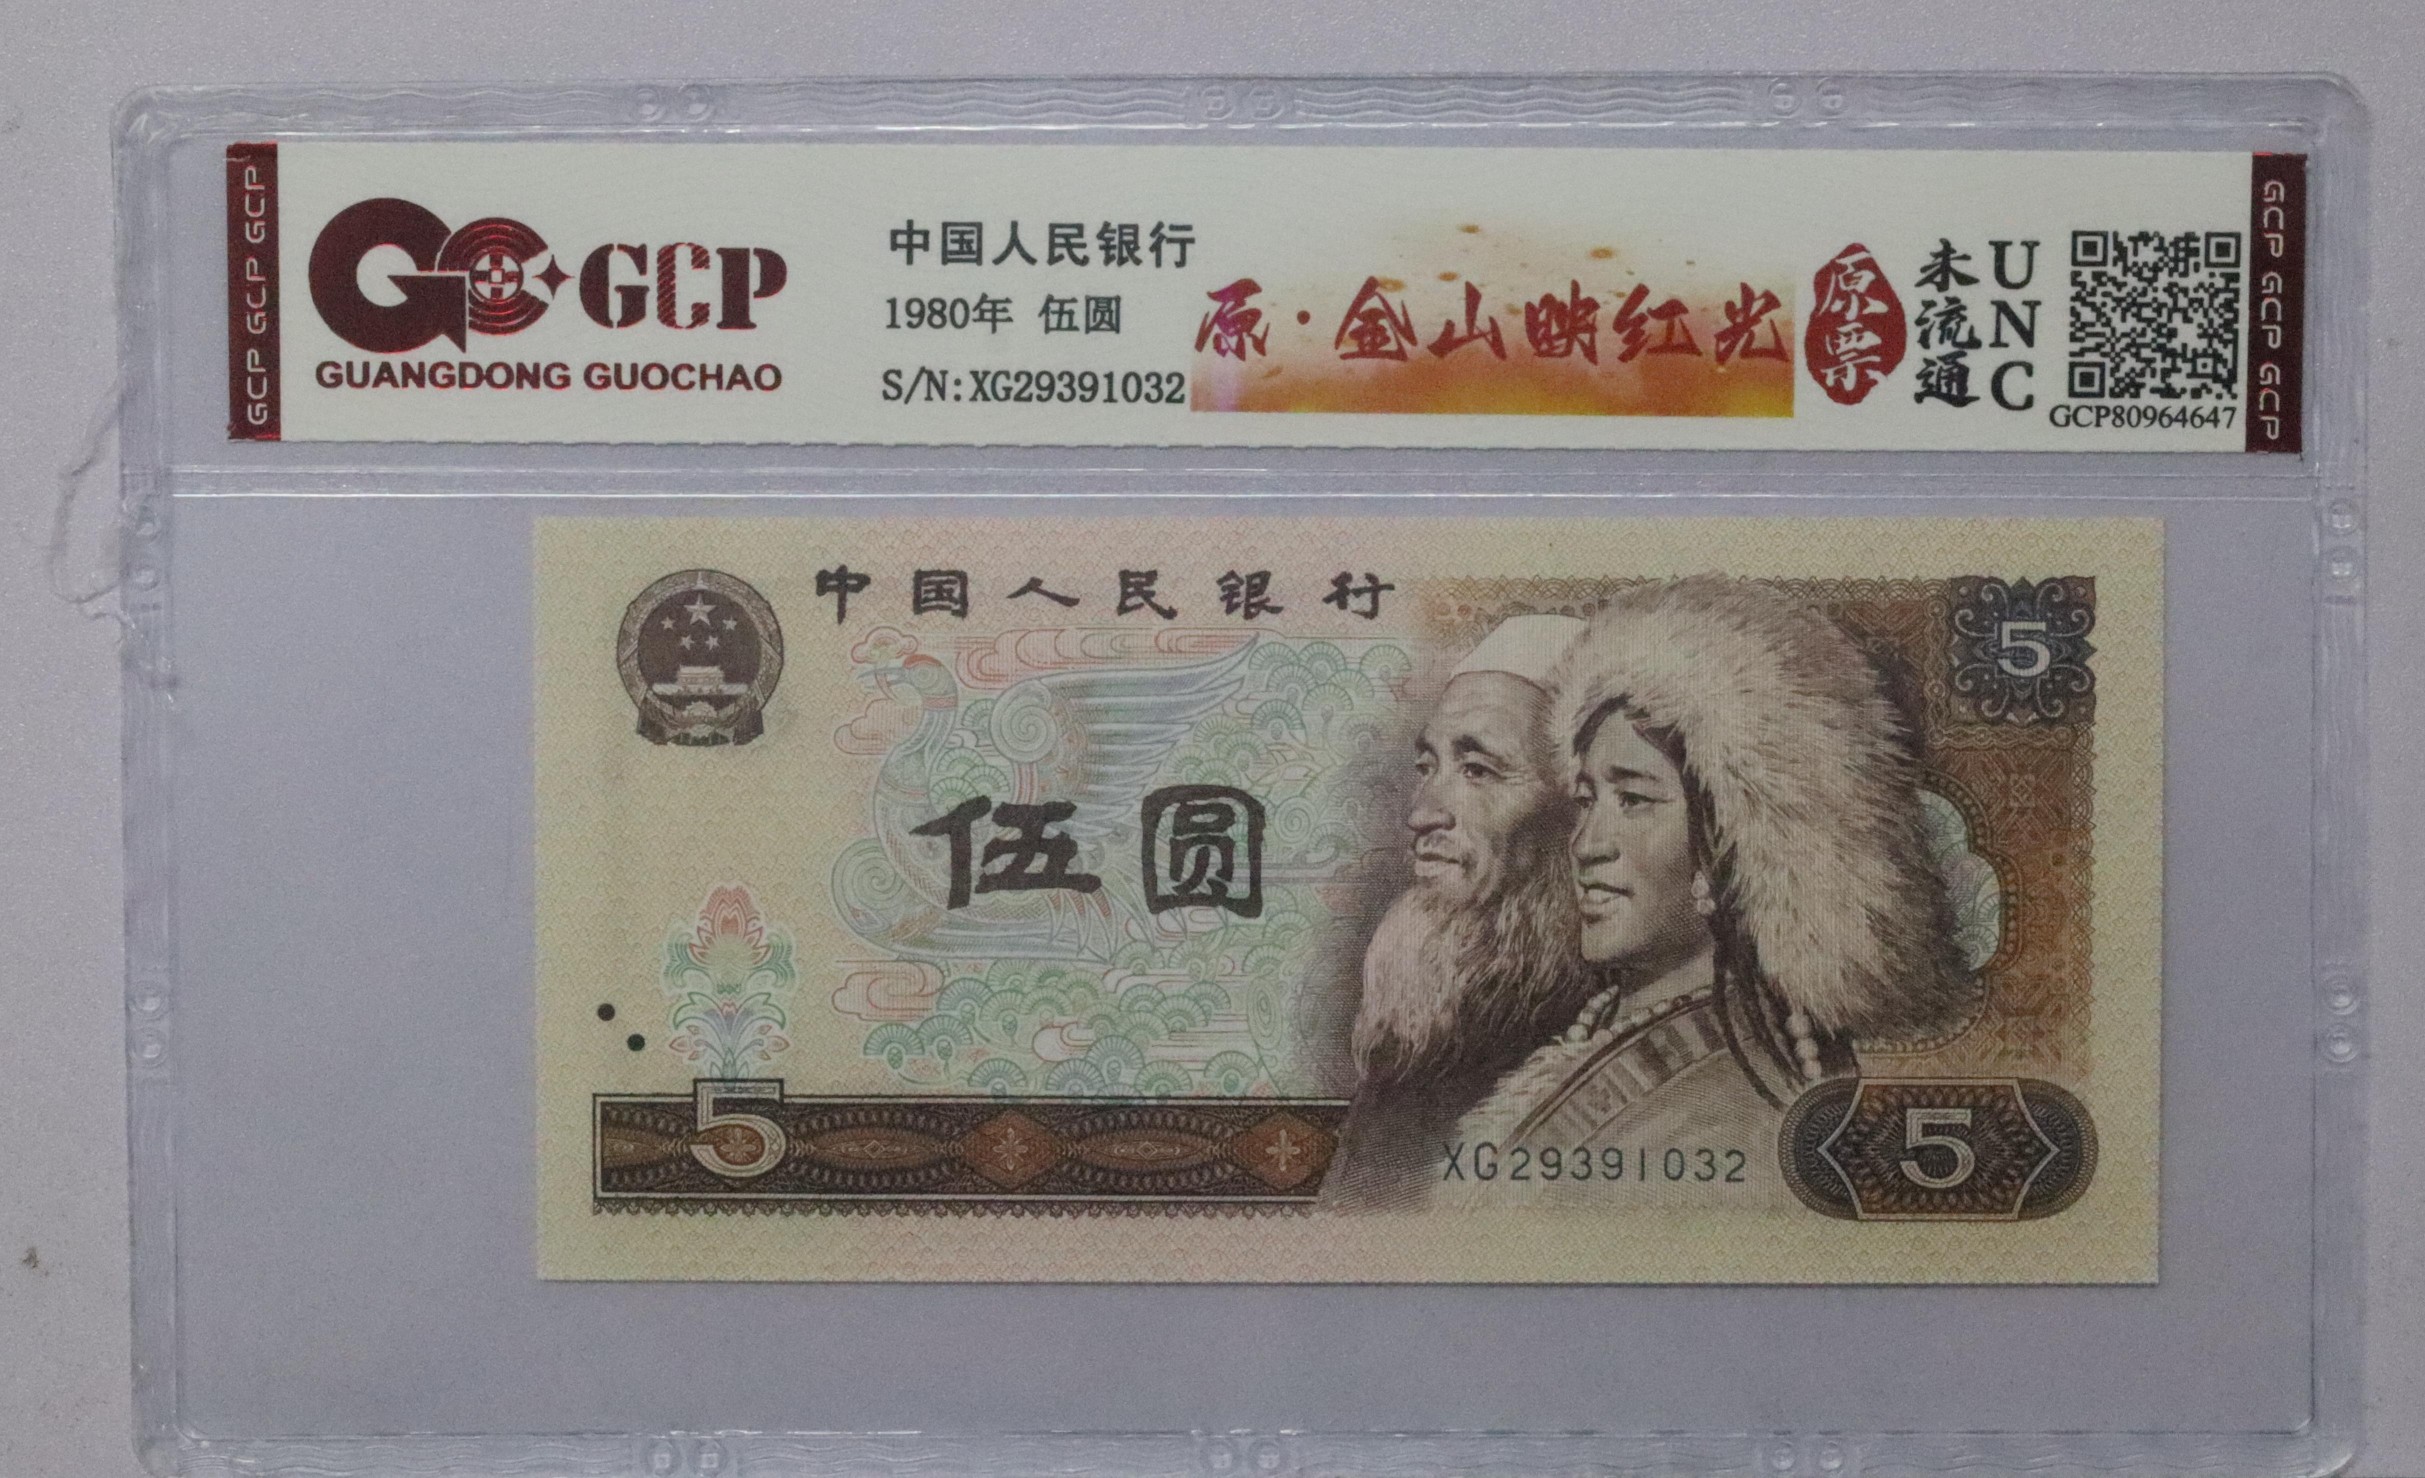 GCP GCP GCP
GC GCP
GUANGDONG GUOCHAO
中国人民银行
1980年 伍圆
S/N:XG29391032
原·金山映红光
原票
未流通
UNC
GCP80964647
GCP GCP GCP
中国人民银行
5
伍圆
5
XG29391032
5